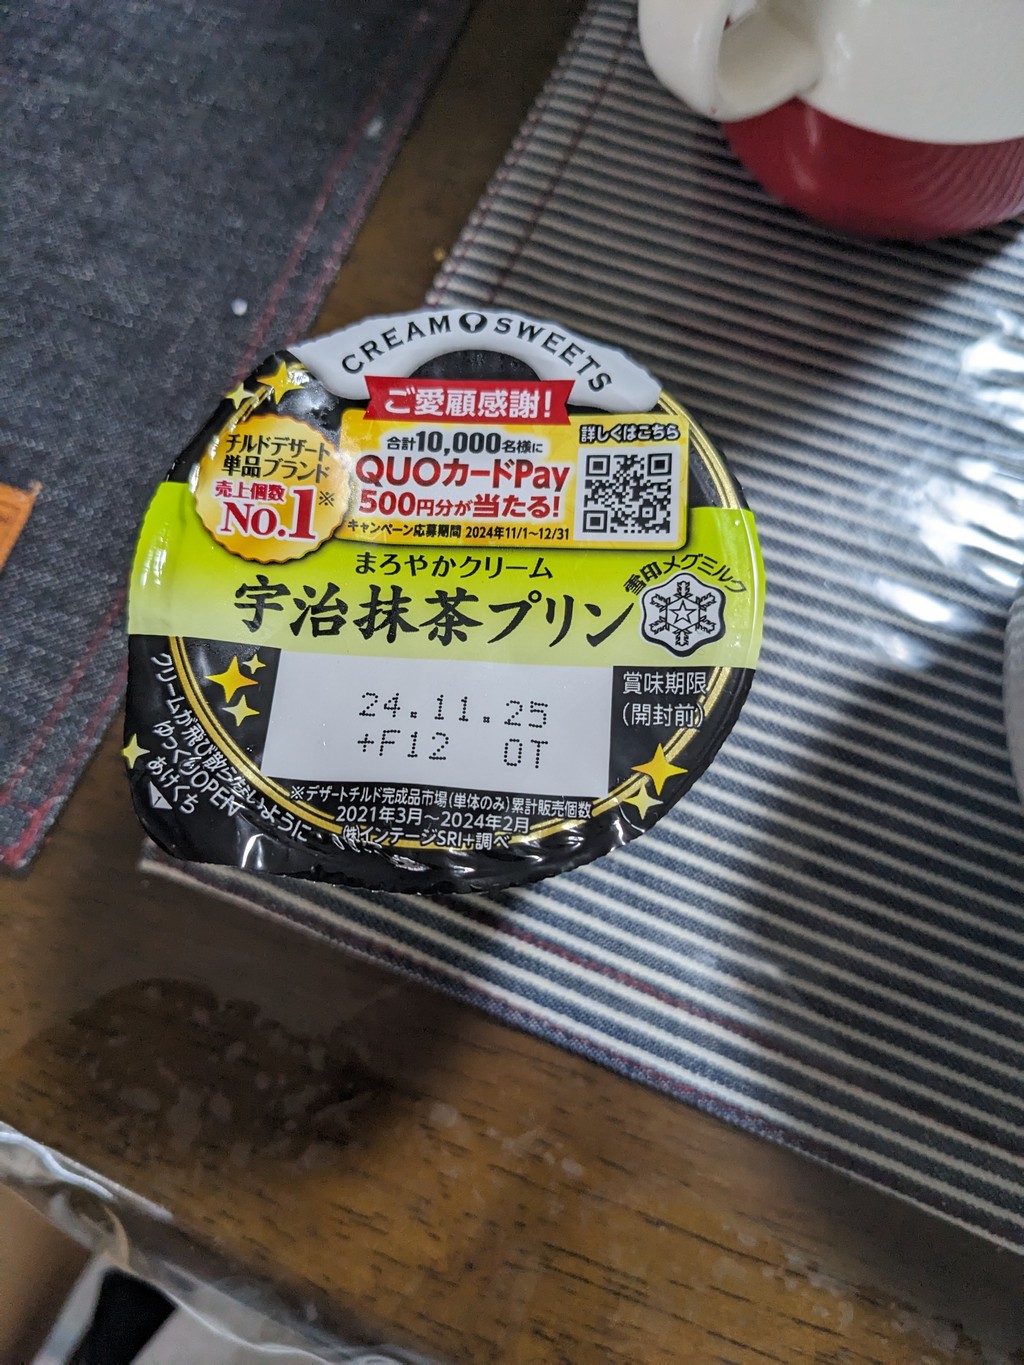 CREAM SWEETS
ご愛顧感謝!
チルドデザート
単品ブランド
売上個数
No.1※
合計10,000名様に
QUOカードPay
500円分が当たる!
キャンペーン応募期間 2024年11/1~12/31
詳しくはこちら
まろやかクリーム
宇治抹茶プリン
雪印メグミルク
24.11.25
+F12 OT
賞味期限
(開封前)
※デザートチルド完成品市場(単体のみ)累計販売個数
2021年3月~2024年2月
(株)インテージSRI+調べ
クリームが飛び散らないように
ゆっくりOPEN
あけくち